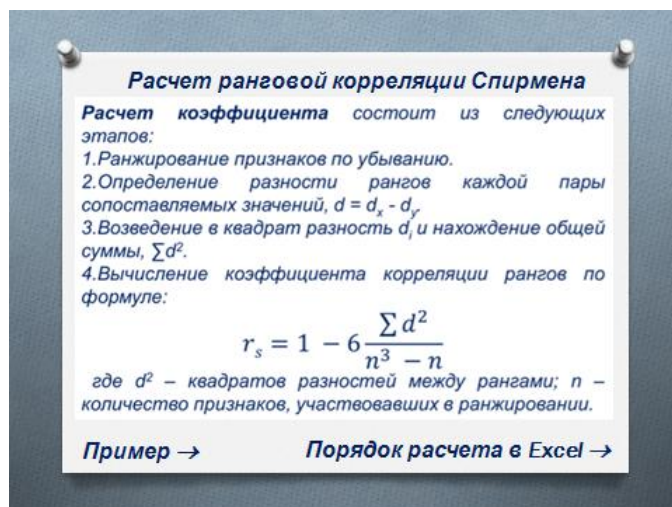 Расчет ранговой корреляции Спирмена
Расчет коэффициента состоит из следующих
этапов:
1.Ранжирование признаков по убыванию.
2.Определение разности рангов каждой пары
сопоставляемых значений, d = dₓ - d_y.
3.Возведение в квадрат разность dᵢ и нахождение общей
суммы, ∑d².
4.Вычисление коэффициента корреляции рангов по
формуле:
r_s = 1 − 6 (∑ d²)/(n³ − n)
где d² – квадратов разностей между рангами; n –
количество признаков, участвовавших в ранжировании.
Пример → Порядок расчета в Excel →